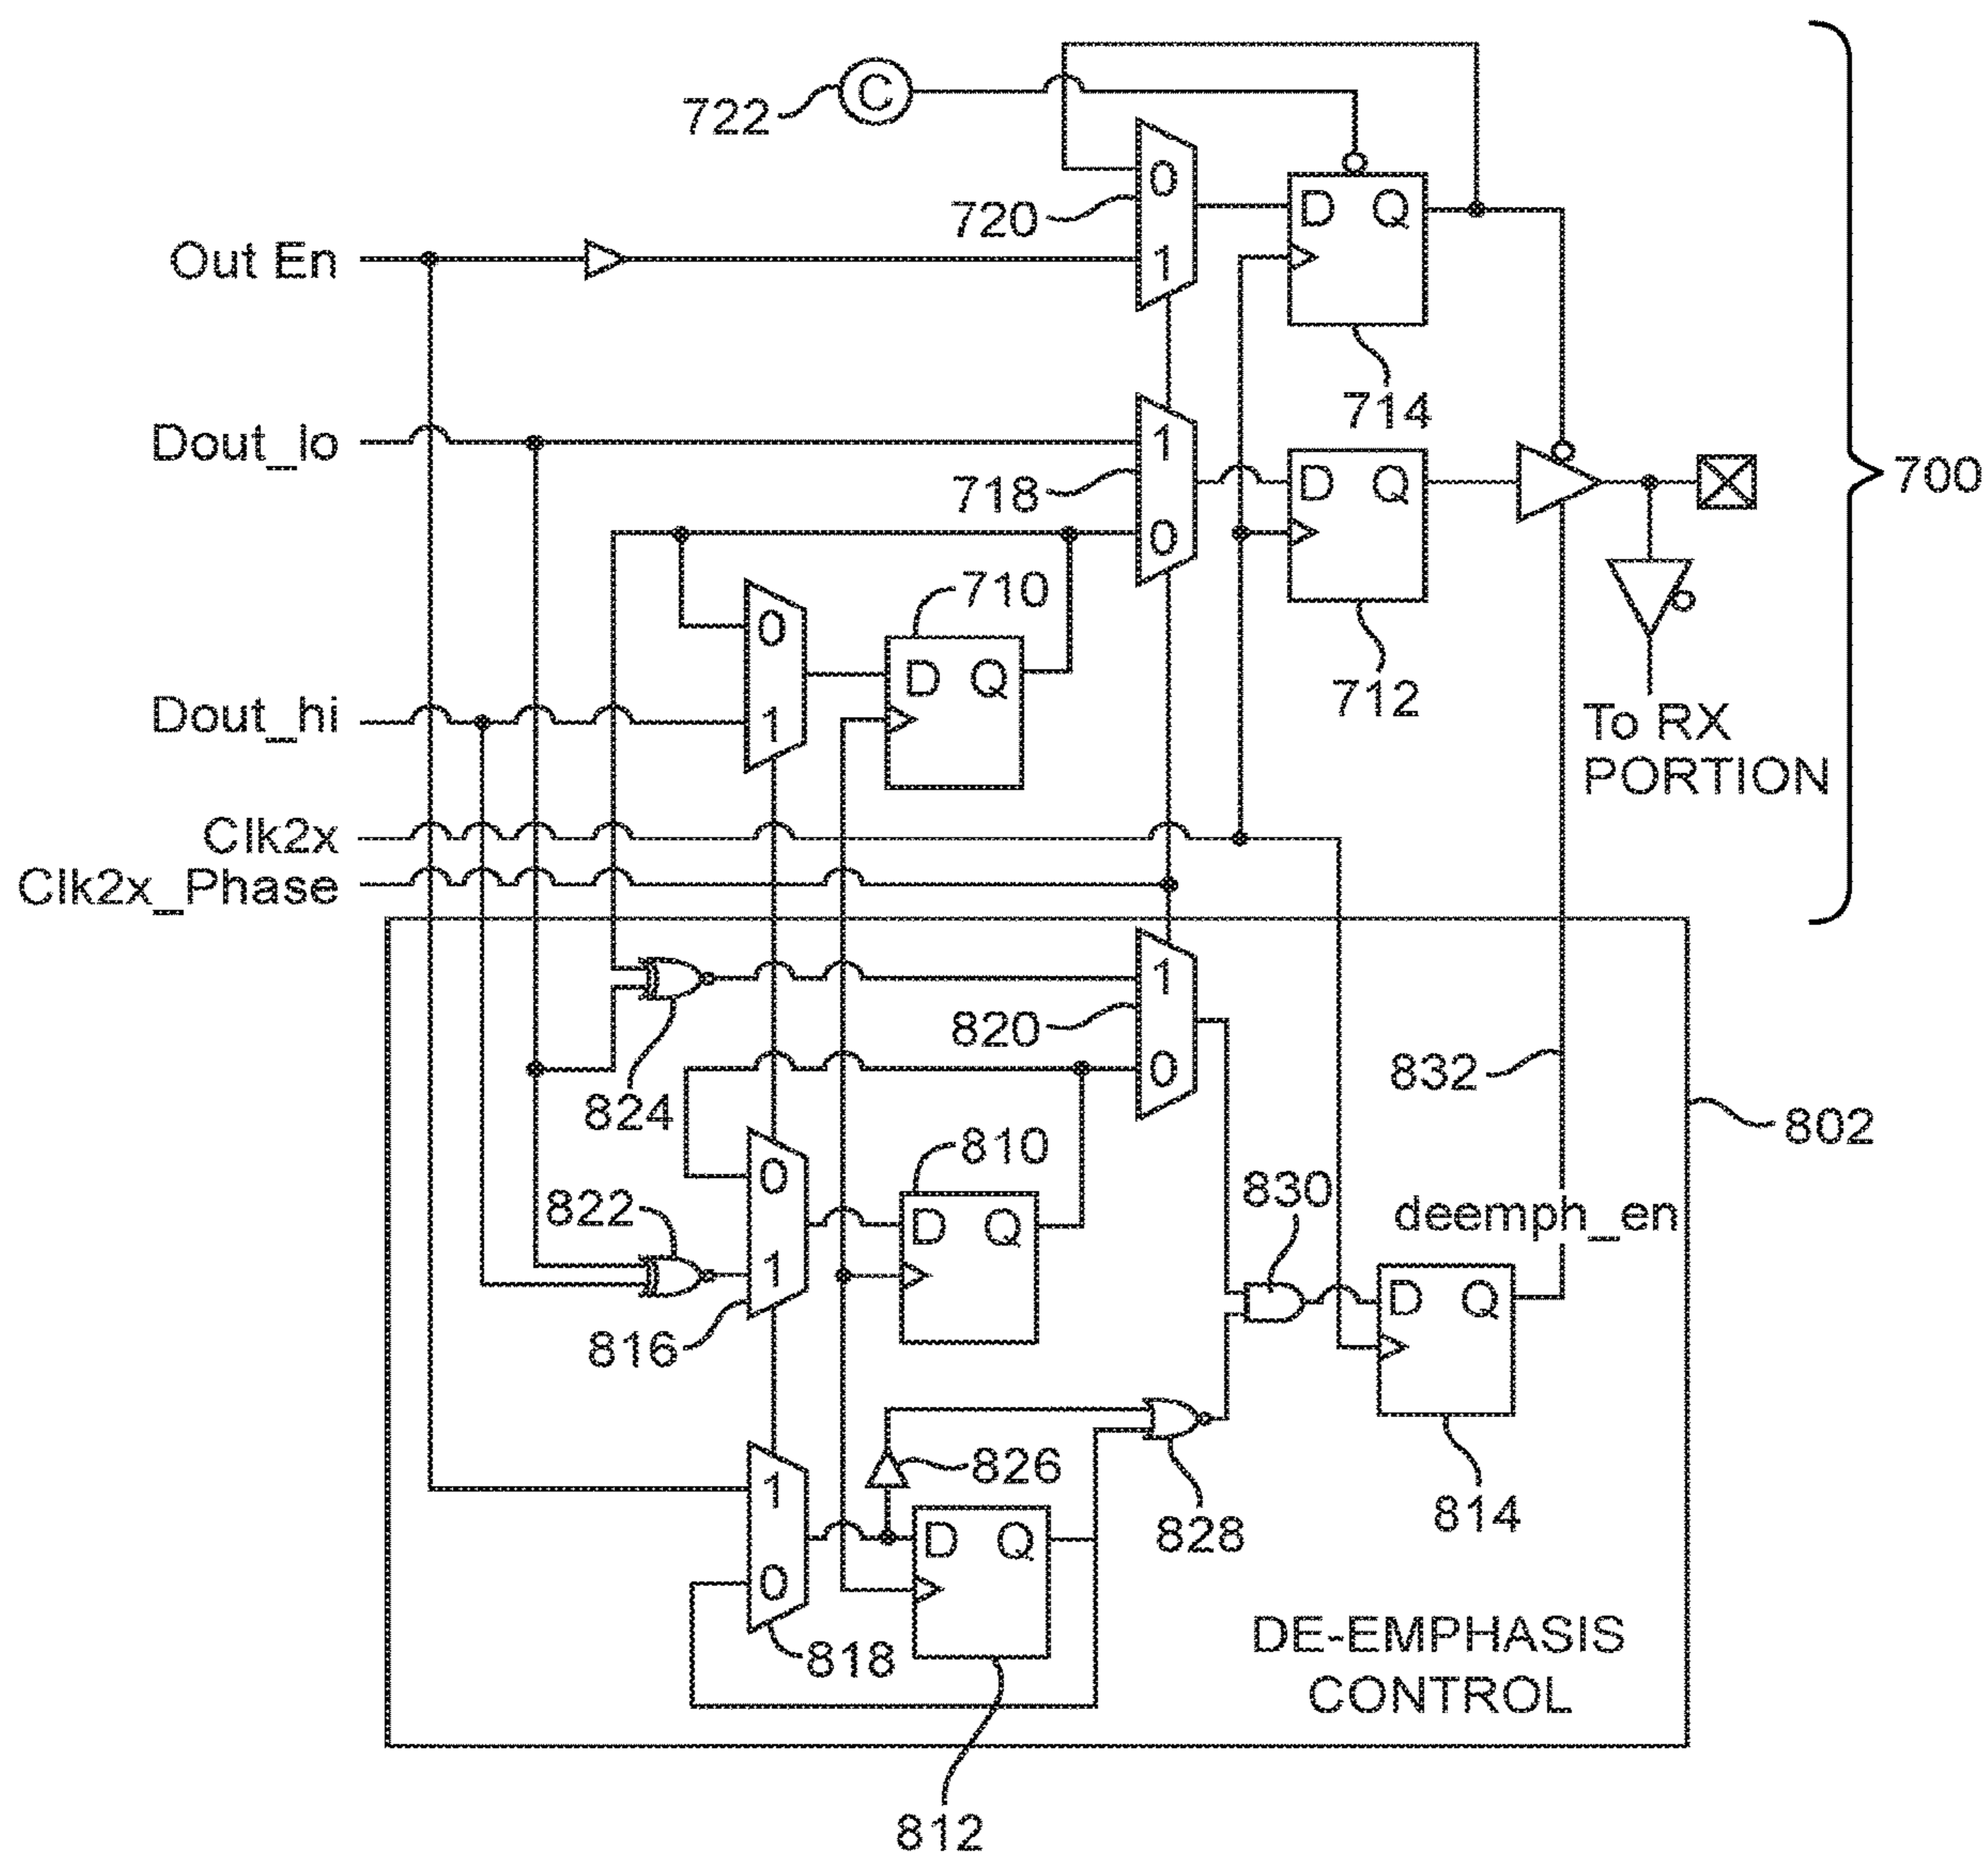 C
722
0
D Q
720
Out En
1
714
700
Dout_lo
1
718
D Q
0
710
0
D Q
712
Dout_hi
1
To RX
PORTION
Clk2x
Clk2x_Phase
1
820
832
824
0
802
810
0
830
822
D Q
deemph_en
1
D Q
816
826
1
814
828
D Q
0
DE-EMPHASIS
CONTROL
818
812